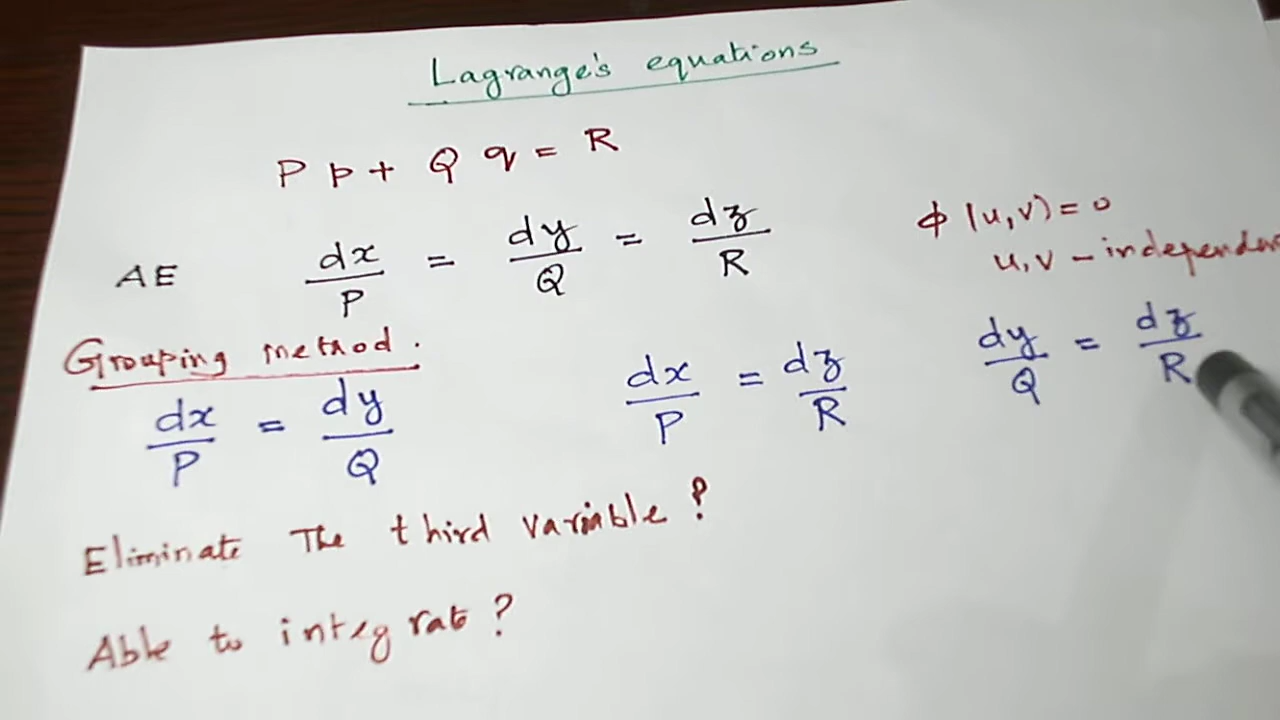 Lagrange's equations
P p + Q q = R
AE dx/P = dy/Q = dz/R
φ (u,v) = 0
u,v - independen
Grouping method.
dx/P = dy/Q
dx/P = dz/R
dy/Q = dz/R
Eliminate The third variable ?
Able to integrate ?